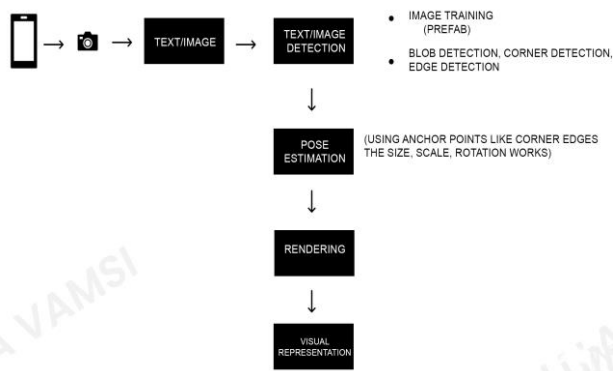 TEXT/IMAGE
TEXT/IMAGE
DETECTION
• IMAGE TRAINING
(PREFAB)
• BLOB DETECTION, CORNER DETECTION,
EDGE DETECTION
POSE
ESTIMATION
(USING ANCHOR POINTS LIKE CORNER EDGES
THE SIZE, SCALE, ROTATION WORKS)
RENDERING
VISUAL
REPRESENTATION
VAMSI